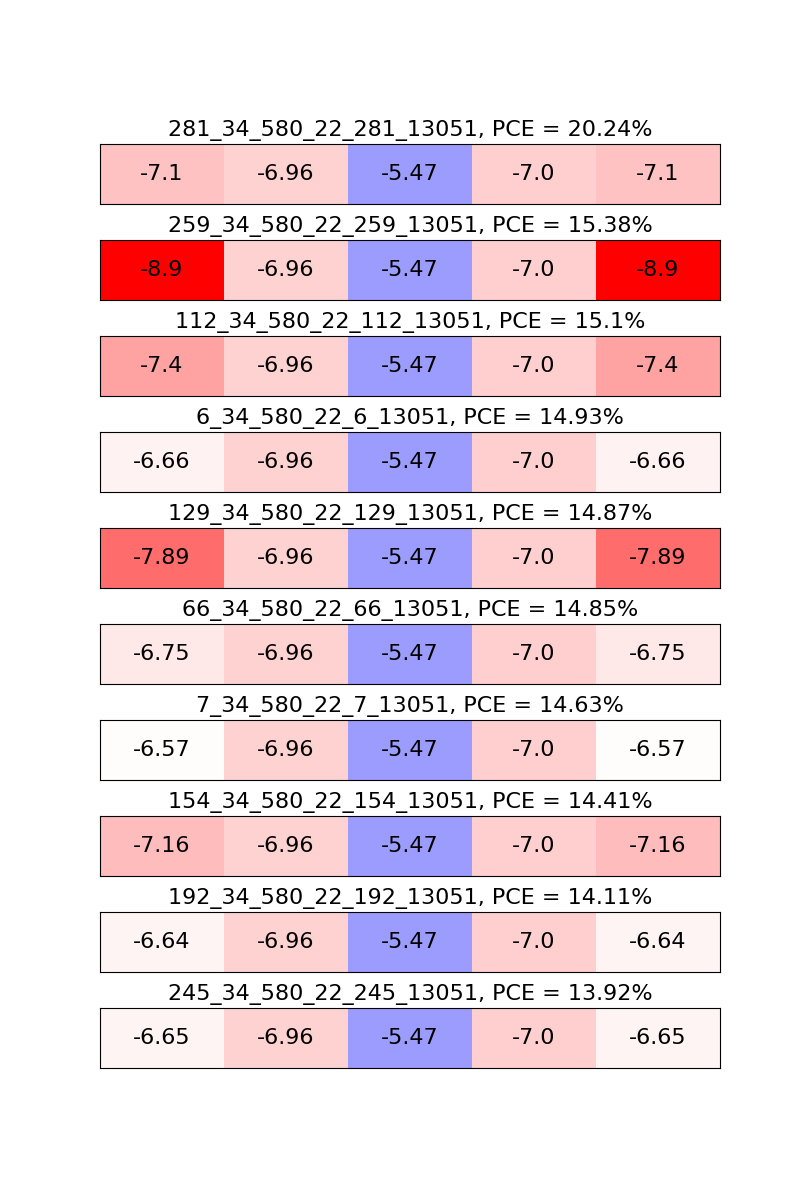 281_34_580_22_281_13051, PCE = 20.24%
-7.1 -6.96 -5.47 -7.0 -7.1
259_34_580_22_259_13051, PCE = 15.38%
-8.9 -6.96 -5.47 -7.0 -8.9
112_34_580_22_112_13051, PCE = 15.1%
-7.4 -6.96 -5.47 -7.0 -7.4
6_34_580_22_6_13051, PCE = 14.93%
-6.66 -6.96 -5.47 -7.0 -6.66
129_34_580_22_129_13051, PCE = 14.87%
-7.89 -6.96 -5.47 -7.0 -7.89
66_34_580_22_66_13051, PCE = 14.85%
-6.75 -6.96 -5.47 -7.0 -6.75
7_34_580_22_7_13051, PCE = 14.63%
-6.57 -6.96 -5.47 -7.0 -6.57
154_34_580_22_154_13051, PCE = 14.41%
-7.16 -6.96 -5.47 -7.0 -7.16
192_34_580_22_192_13051, PCE = 14.11%
-6.64 -6.96 -5.47 -7.0 -6.64
245_34_580_22_245_13051, PCE = 13.92%
-6.65 -6.96 -5.47 -7.0 -6.65